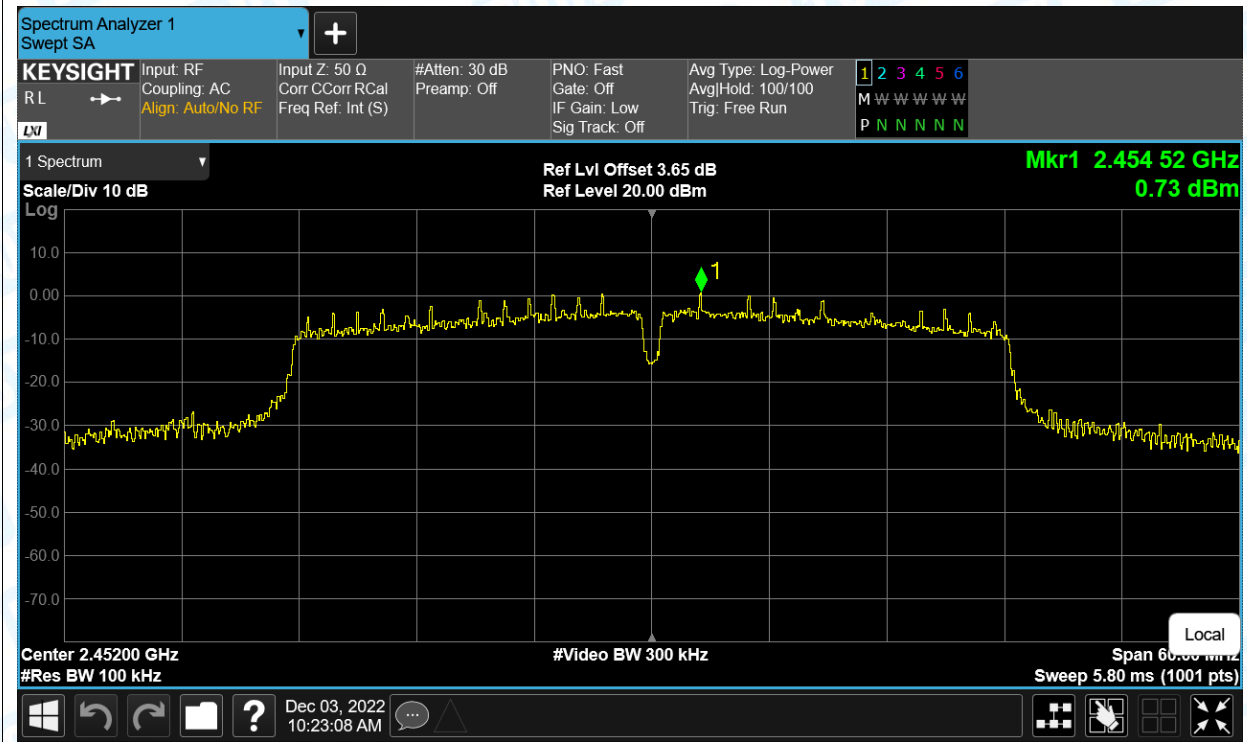 Spectrum Analyzer 1
Swept SA
KEYSIGHT
R L
LXI
Input: RF
Coupling: AC
Align: Auto/No RF
Input Z: 50 Ω
Corr CCorr RCal
Freq Ref: Int (S)
#Atten: 30 dB
Preamp: Off
PNO: Fast
Gate: Off
IF Gain: Low
Sig Track: Off
Avg Type: Log-Power
Avg|Hold: 100/100
Trig: Free Run
1 2 3 4 5 6
M W W W W W W
P N N N N N N
1 Spectrum
Scale/Div 10 dB
Log
Ref Lvl Offset 3.65 dB
Ref Level 20.00 dBm
Mkr1 2.454 52 GHz
0.73 dBm
1
10.0
0.00
-10.0
-20.0
-30.0
-40.0
-50.0
-60.0
-70.0
Local
Center 2.45200 GHz
#Res BW 100 kHz
#Video BW 300 kHz
Span 60.00 MHz
Sweep 5.80 ms (1001 pts)
?
Dec 03, 2022
10:23:08 AM